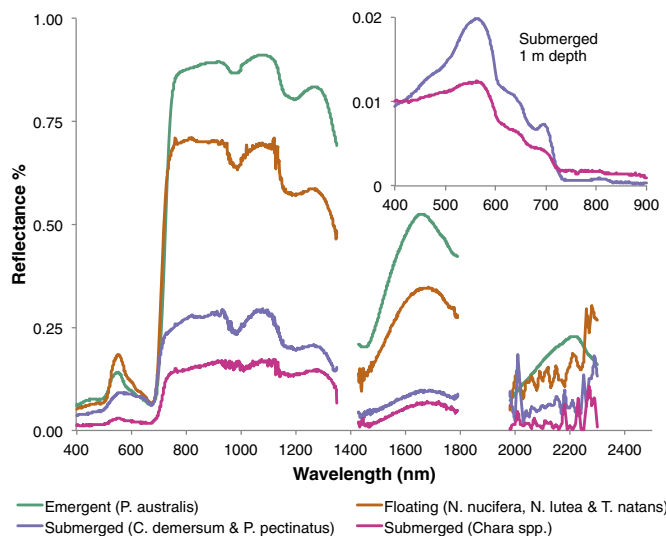 1.00
0.75
0.50
0.25
0.00
Reflectance %
400 600 800 1000 1200 1400 1600 1800 2000 2200 2400
Wavelength (nm)
0.02
0.01
0
400 500 600 700 800 900
Submerged
1 m depth
Emergent (P. australis)
Floating (N. nucifera, N. lutea & T. natans)
Submerged (C. demersum & P. pectinatus)
Submerged (Chara spp.)